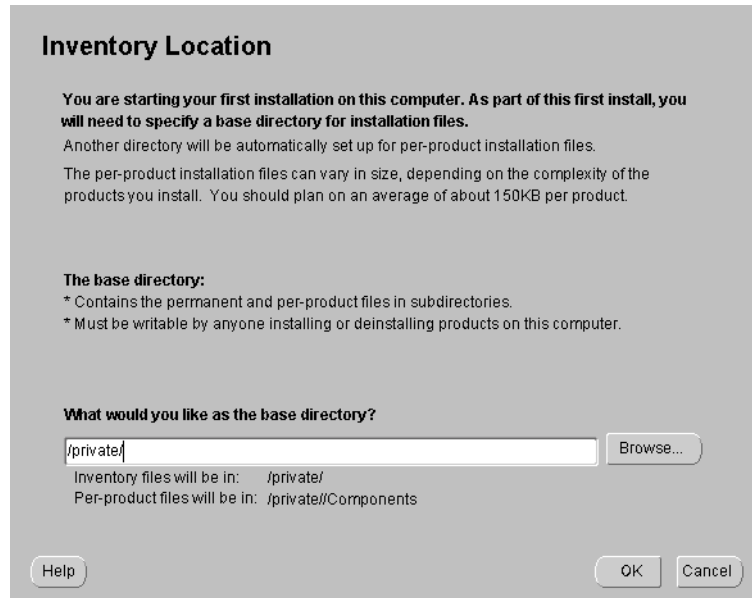 Inventory Location
You are starting your first installation on this computer. As part of this first install, you
will need to specify a base directory for installation files.
Another directory will be automatically set up for per-product installation files.
The per-product installation files can vary in size, depending on the complexity of the
products you install. You should plan on an average of about 150KB per product.
The base directory:
* Contains the permanent and per-product files in subdirectories.
* Must be writable by anyone installing or deinstalling products on this computer.
What would you like as the base directory?
/private/ Browse...
Inventory files will be in: /private/
Per-product files will be in: /private//Components
Help OK Cancel